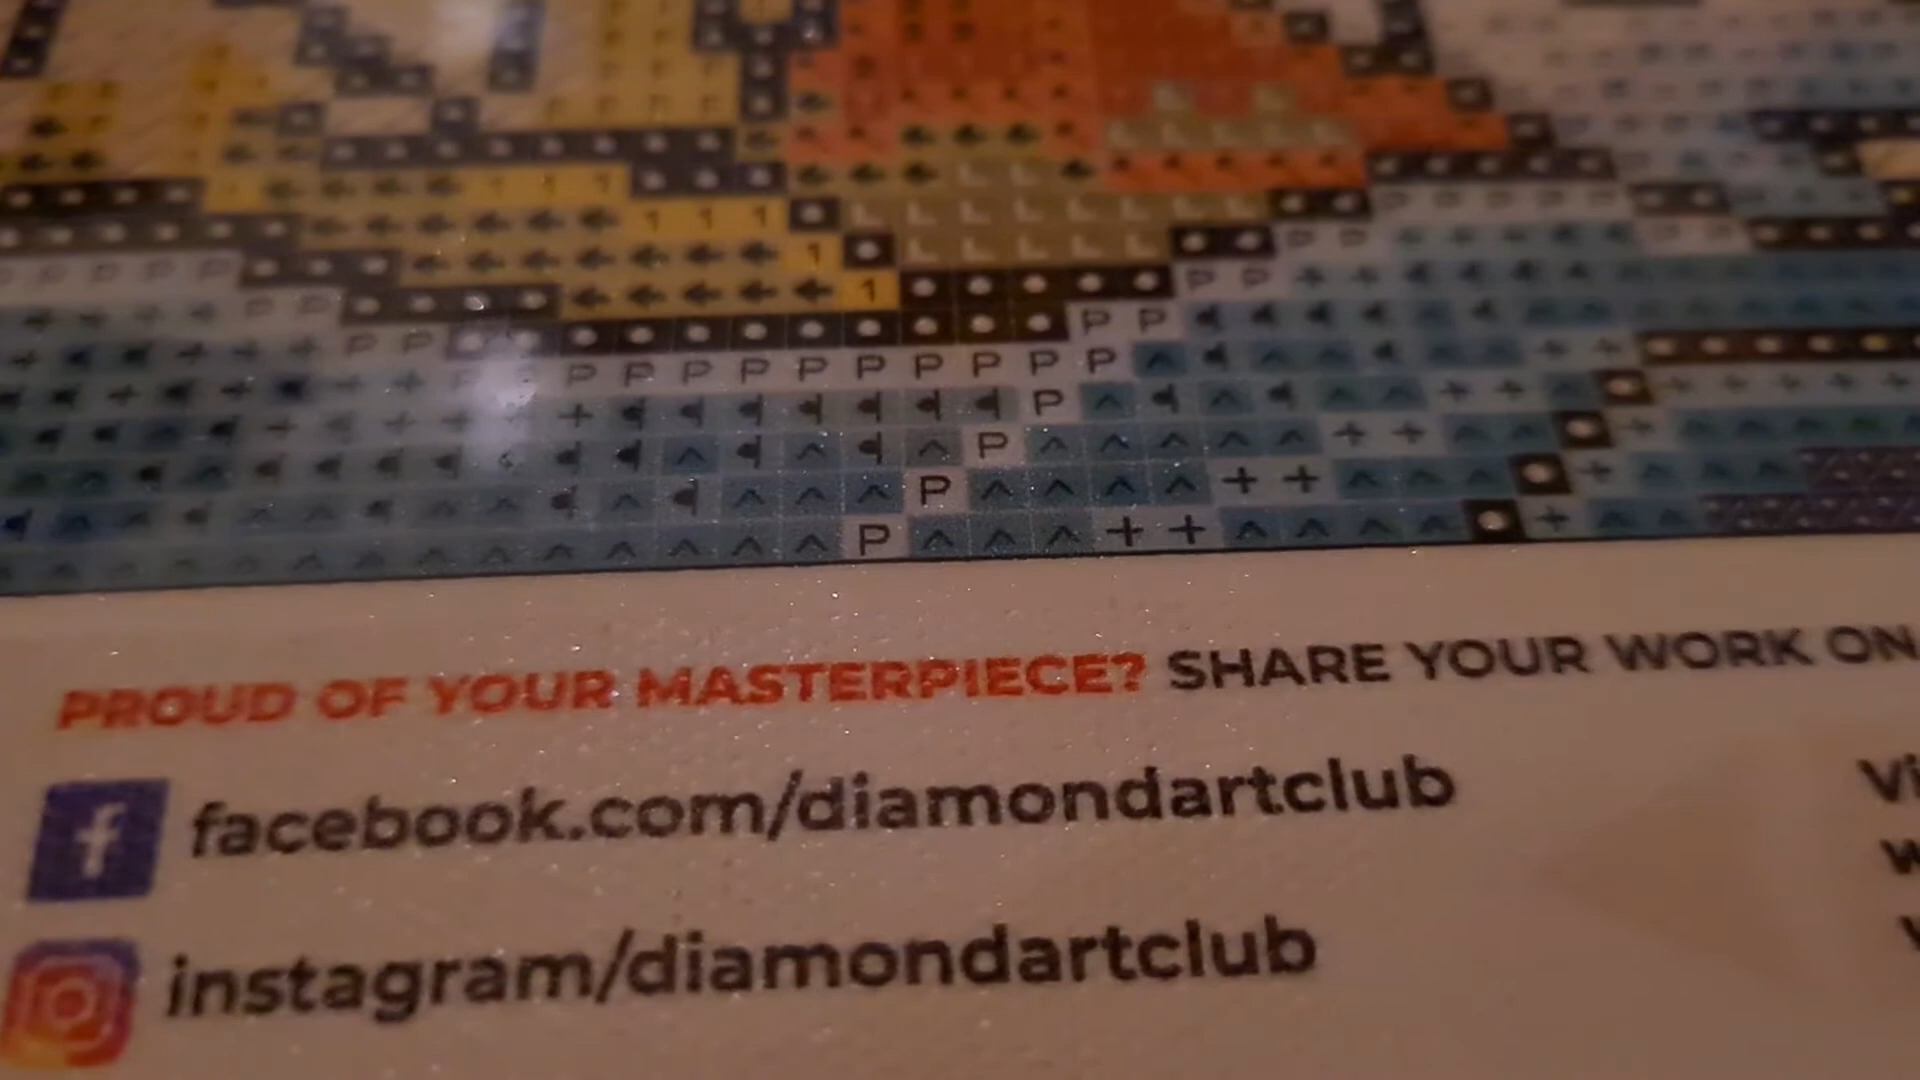 PROUD OF YOUR MASTERPIECE? SHARE YOUR WORK ON
facebook.com/diamondartclub
instagram/diamondartclub